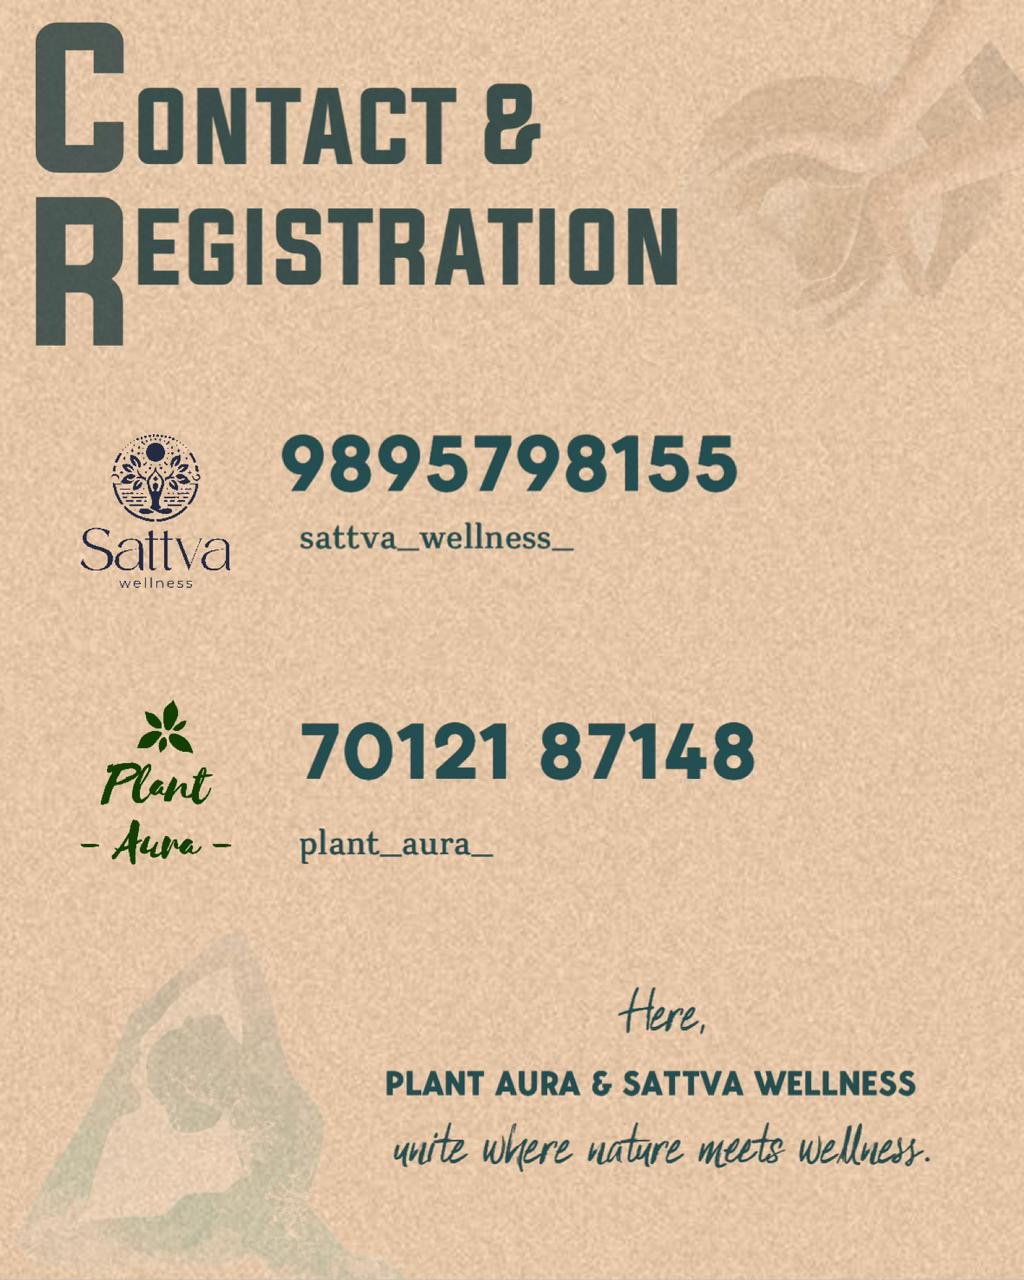 CONTACT &
REGISTRATION
Sattva
wellness
9895798155
sattva_wellness_
Plant
- Aura -
70121 87148
plant_aura_
Here,
PLANT AURA & SATTVA WELLNESS
unite where nature meets wellness.